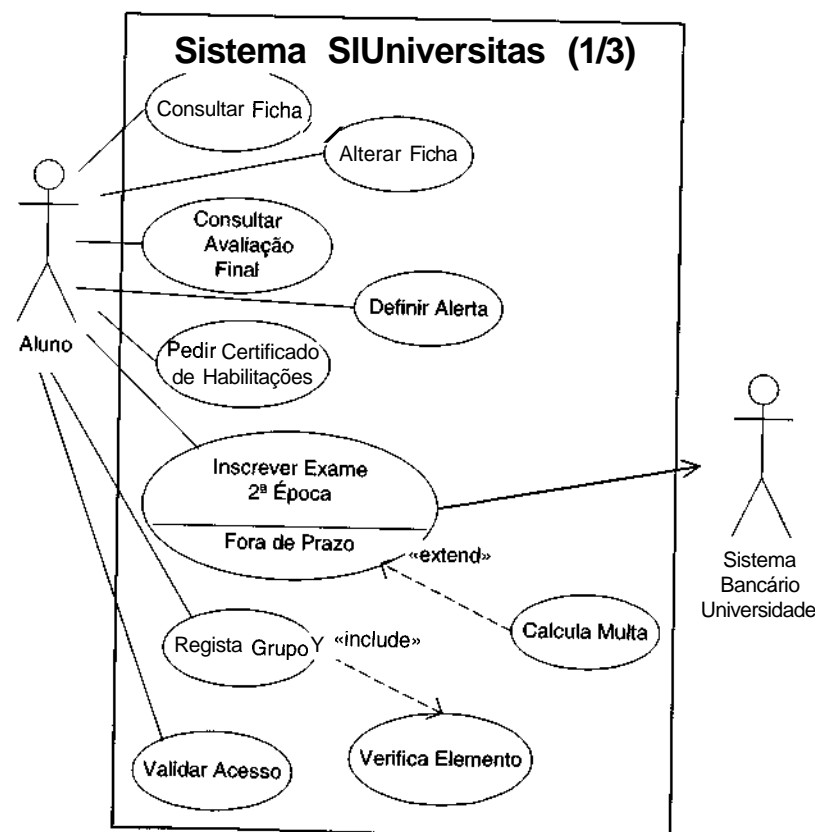 Sistema SIUniversitas (1/3)
Consultar Ficha
Alterar Ficha
Consultar
Avaliação
Final
Definir Alerta
Aluno
Pedir Certificado
de Habilitações
Inscrever Exame
2ª Época
Fora de Prazo
«extend»
Sistema
Bancário
Universidade
Calcula Multa
Regista Grupo
«include»
Verifica Elemento
Validar Acesso